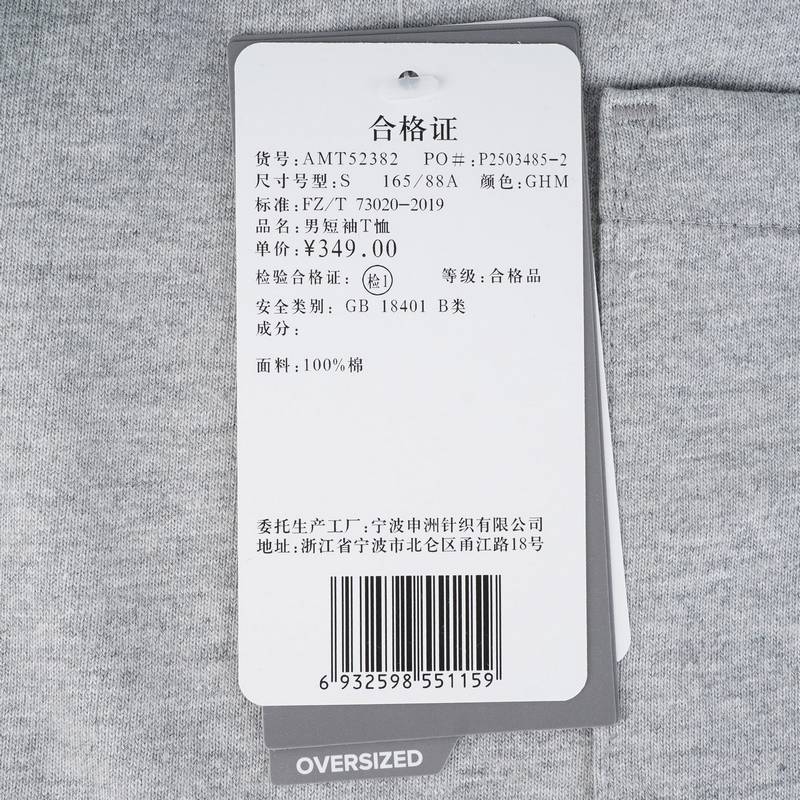 合格证
货号:AMT52382 PO#:P2503485-2
尺寸号型:S 165/88A 颜色:GHM
标准:FZ/T 73020-2019
品名:男短袖T恤
单价:¥349.00
检验合格证: 检1 等级:合格品
安全类别: GB 18401 B类
成分:
面料:100%棉
委托生产工厂:宁波申洲针织有限公司
地址:浙江省宁波市北仑区甬江路18号
6 932598 551159
OVERSIZED